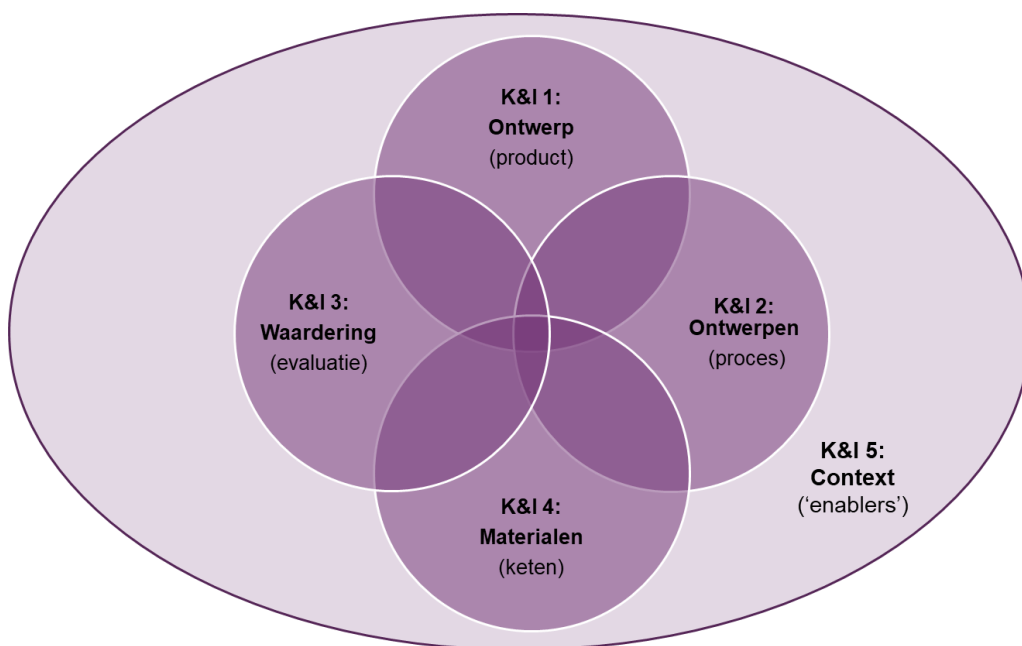 K&I 1:
Ontwerp
(product)
K&I 3:
Waardering
(evaluatie)
K&I 2:
Ontwerpen
(proces)
K&I 4:
Materialen
(keten)
K&I 5:
Context
(‘enablers’)